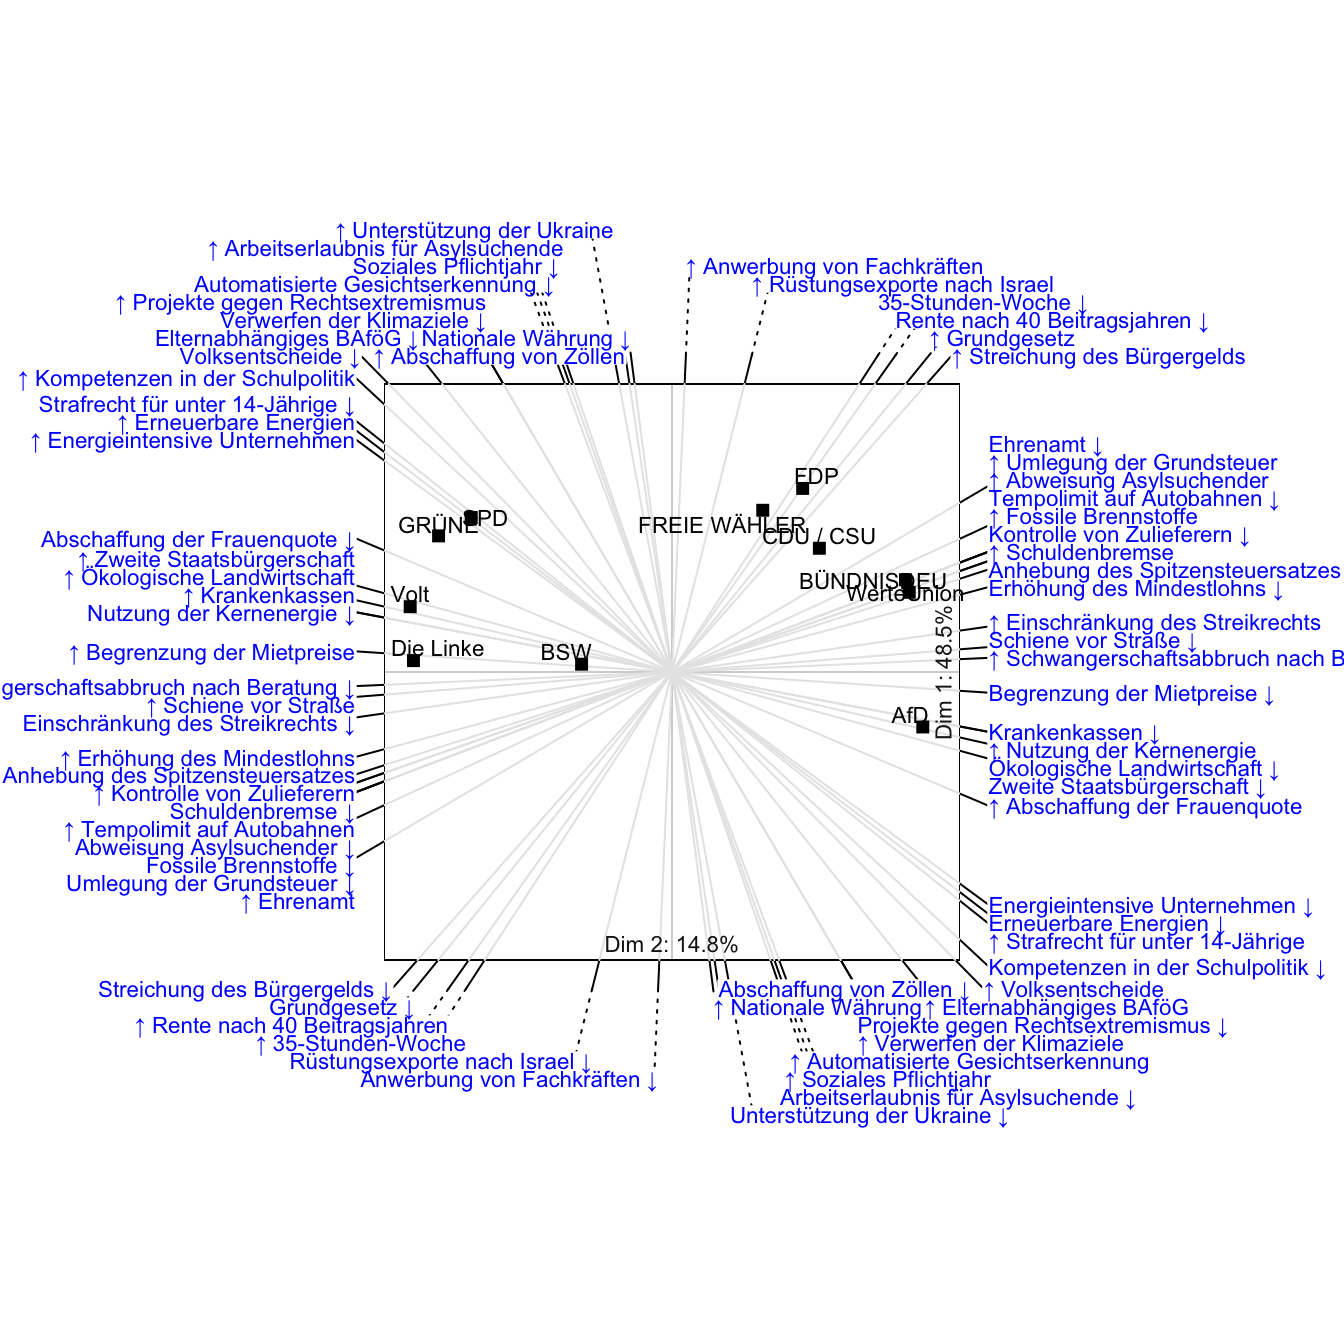 ↑ Unterstützung der Ukraine
↑ Arbeitserlaubnis für Asylsuchende
Soziales Pflichtjahr ↓
Automatisierte Gesichtserkennung ↓
↑ Projekte gegen Rechtsextremismus
Verwerfen der Klimaziele ↓
Elternabhängiges BAföG ↓
Nationale Währung ↓
Volksentscheide ↓
↑ Abschaffung von Zöllen
↑ Anwerbung von Fachkräften
↑ Rüstungsexporte nach Israel
35-Stunden-Woche ↓
Rente nach 40 Beitragsjahren ↓
↑ Grundgesetz
↑ Streichung des Bürgergelds
↑ Kompetenzen in der Schulpolitik
Strafrecht für unter 14-Jährige ↓
↑ Erneuerbare Energien
↑ Energieintensive Unternehmen
Abschaffung der Frauenquote ↓
↑ Zweite Staatsbürgerschaft
↑ Ökologische Landwirtschaft
↑ Krankenkassen
Nutzung der Kernenergie ↓
↑ Begrenzung der Mietpreise
gerschaftsabbruch nach Beratung ↓
↑ Schiene vor Straße
Einschränkung des Streikrechts ↓
↑ Erhöhung des Mindestlohns
Anhebung des Spitzensteuersatzes
↑ Kontrolle von Zulieferern
Schuldenbremse ↓
↑ Tempolimit auf Autobahnen
Abweisung Asylsuchender ↓
Fossile Brennstoffe ↓
Umlegung der Grundsteuer ↓
↑ Ehrenamt
FDP
GRÜNE
SPD
FREIE WÄHLER
CDU / CSU
BÜNDNIS DEU
WerteUnion
Volt
Die Linke
BSW
AfD
Dim 1: 48.5%
Dim 2: 14.8%
Ehrenamt ↓
↑ Umlegung der Grundsteuer
↑ Abweisung Asylsuchender
Tempolimit auf Autobahnen ↓
↑ Fossile Brennstoffe
Kontrolle von Zulieferern ↓
↑ Schuldenbremse
Anhebung des Spitzensteuersatzes
Erhöhung des Mindestlohns ↓
↑ Einschränkung des Streikrechts
Schiene vor Straße ↓
↑ Schwangerschaftsabbruch nach B
Begrenzung der Mietpreise ↓
Krankenkassen ↓
↑ Nutzung der Kernenergie
Ökologische Landwirtschaft ↓
Zweite Staatsbürgerschaft ↓
↑ Abschaffung der Frauenquote
Energieintensive Unternehmen ↓
Erneuerbare Energien ↓
↑ Strafrecht für unter 14-Jährige
Kompetenzen in der Schulpolitik ↓
Streichung des Bürgergelds ↓
Grundgesetz ↓
↑ Rente nach 40 Beitragsjahren
↑ 35-Stunden-Woche
Rüstungsexporte nach Israel ↓
Anwerbung von Fachkräften ↓
Abschaffung von Zöllen ↓
↑ Volksentscheide
↑ Nationale Währung
↑ Elternabhängiges BAföG
Projekte gegen Rechtsextremismus ↓
↑ Verwerfen der Klimaziele
↑ Automatisierte Gesichtserkennung
↑ Soziales Pflichtjahr
Arbeitserlaubnis für Asylsuchende ↓
Unterstützung der Ukraine ↓